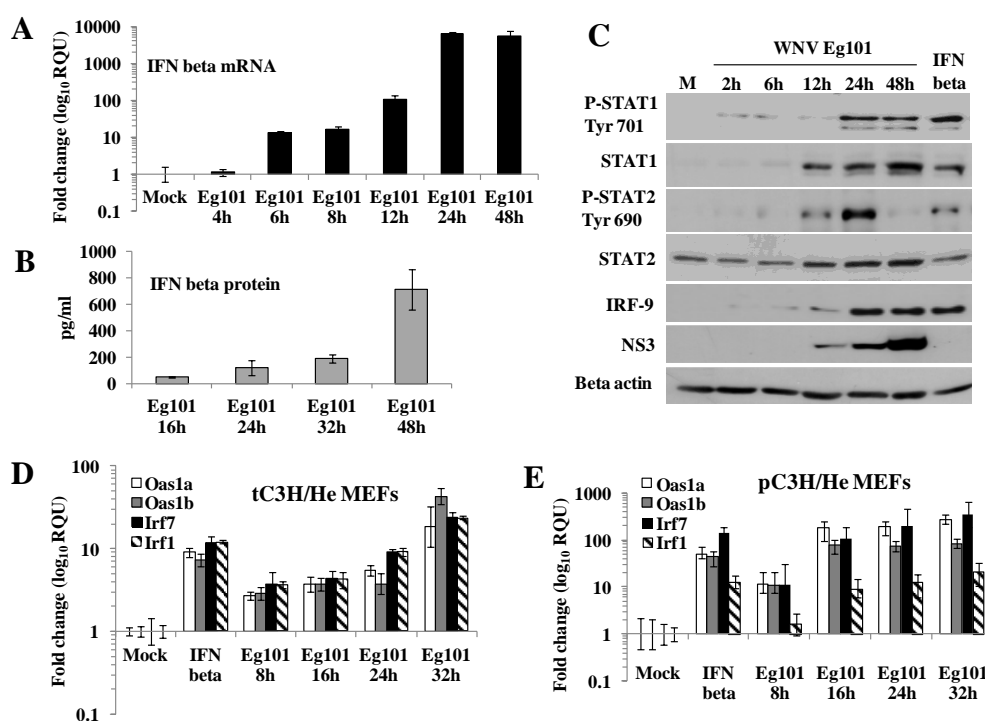 A
IFN beta mRNA
Fold change (log10 RQU)
10000
1000
100
10
1
0.1
Mock
Eg101 4h
Eg101 6h
Eg101 8h
Eg101 12h
Eg101 24h
Eg101 48h
B
IFN beta protein
pg/ml
1000
800
600
400
200
0
Eg101 16h
Eg101 24h
Eg101 32h
Eg101 48h
C
WNV Eg101
IFN beta
M 2h 6h 12h 24h 48h
P-STAT1 Tyr 701
STAT1
P-STAT2 Tyr 690
STAT2
IRF-9
NS3
Beta actin
D
tC3H/He MEFs
Oas1a
Oas1b
Irf7
Irf1
Fold change (log10 RQU)
100
10
1
0.1
Mock
IFN beta
Eg101 8h
Eg101 16h
Eg101 24h
Eg101 32h
E
pC3H/He MEFs
Oas1a
Oas1b
Irf7
Irf1
Fold change (log10 RQU)
1000
100
10
1
0.1
Mock
IFN beta
Eg101 8h
Eg101 16h
Eg101 24h
Eg101 32h